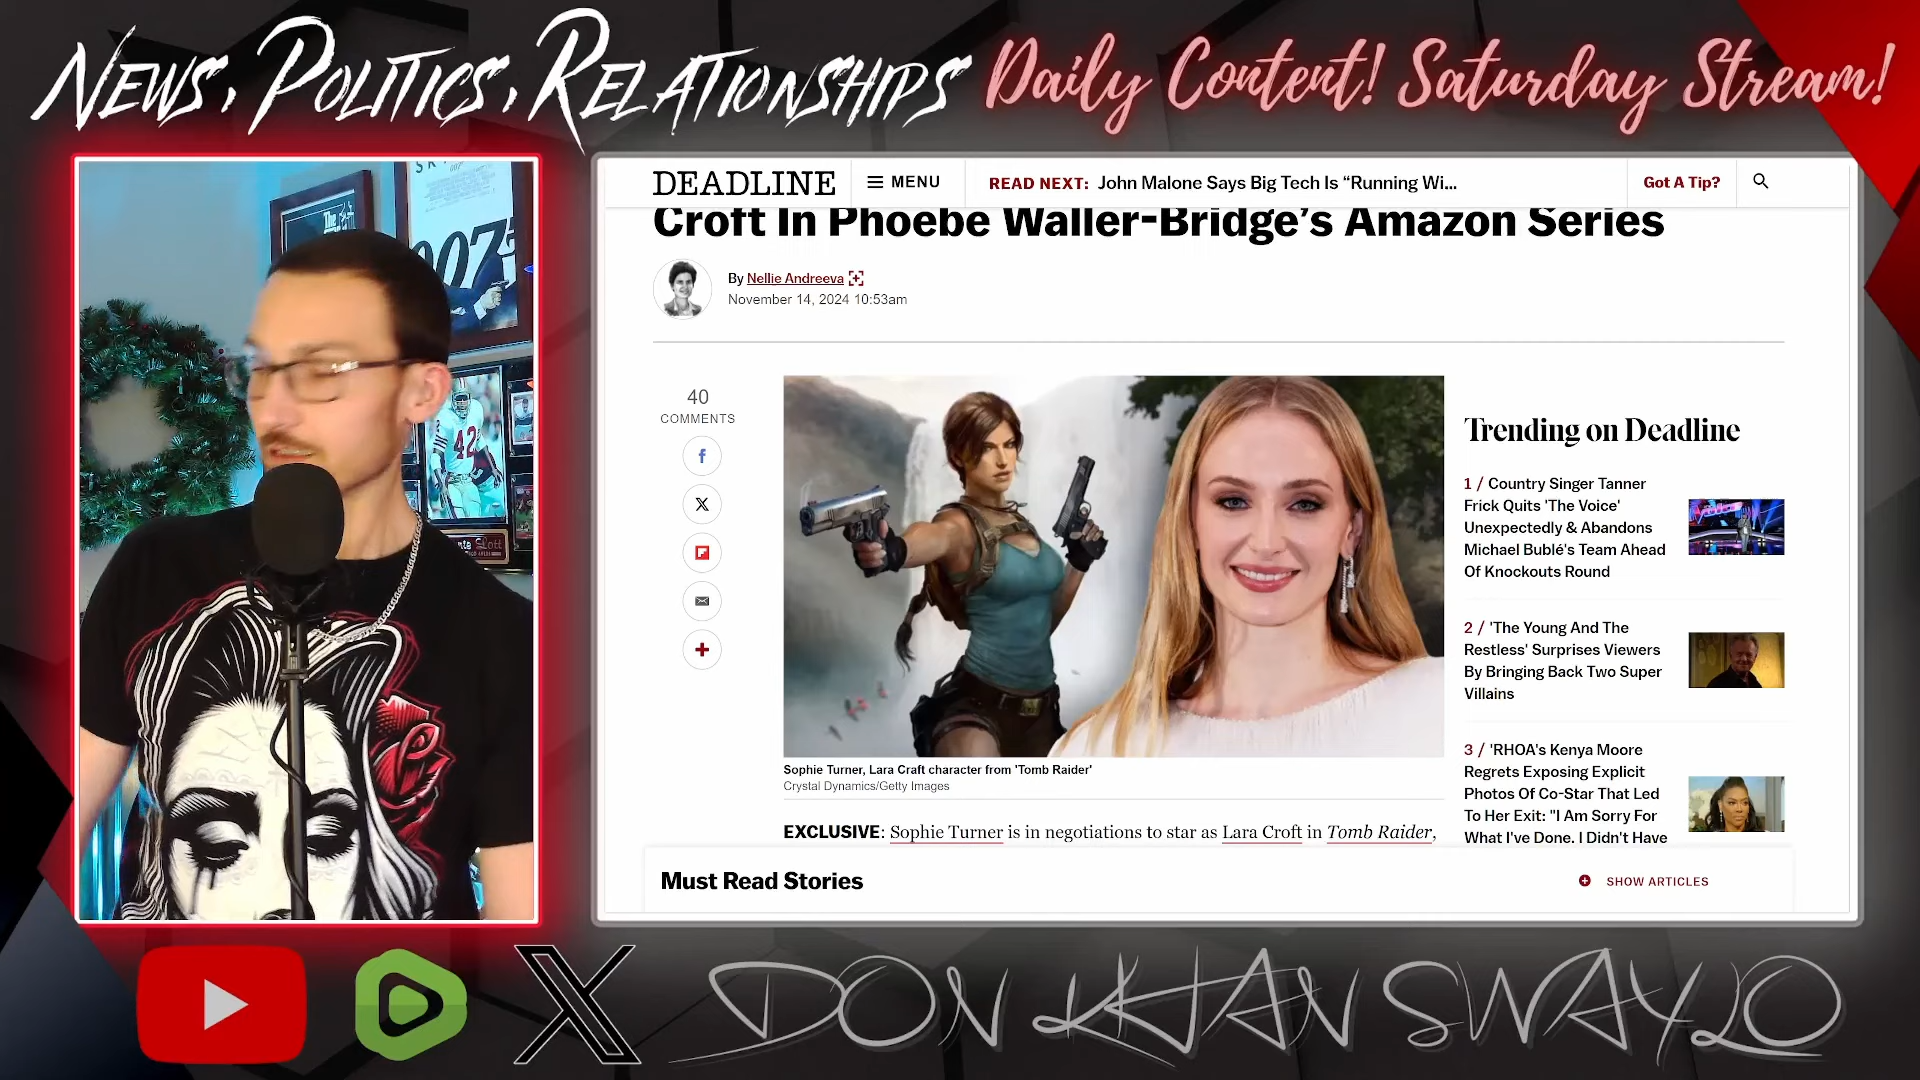 NEWS, POLITICS, RELATIONSHIPS
Daily Content! Saturday Stream!
DEADLINE
MENU
READ NEXT: John Malone Says Big Tech Is “Running Wi...
Got A Tip?
Croft In Phoebe Waller-Bridge’s Amazon Series
By Nellie Andreeva
November 14, 2024 10:53am
40
COMMENTS
Sophie Turner, Lara Craft character from 'Tomb Raider'
Crystal Dynamics/Getty Images
EXCLUSIVE: Sophie Turner is in negotiations to star as Lara Croft in Tomb Raider,
Trending on Deadline
1 / Country Singer Tanner
Frick Quits 'The Voice'
Unexpectedly & Abandons
Michael Bublé's Team Ahead
Of Knockouts Round
2 / 'The Young And The
Restless' Surprises Viewers
By Bringing Back Two Super
Villains
3 / 'RHOA's Kenya Moore
Regrets Exposing Explicit
Photos Of Co-Star That Led
To Her Exit: "I Am Sorry For
What I've Done. I Didn't Have
Must Read Stories
SHOW ARTICLES
007
42
DON KHAN SWAYZO